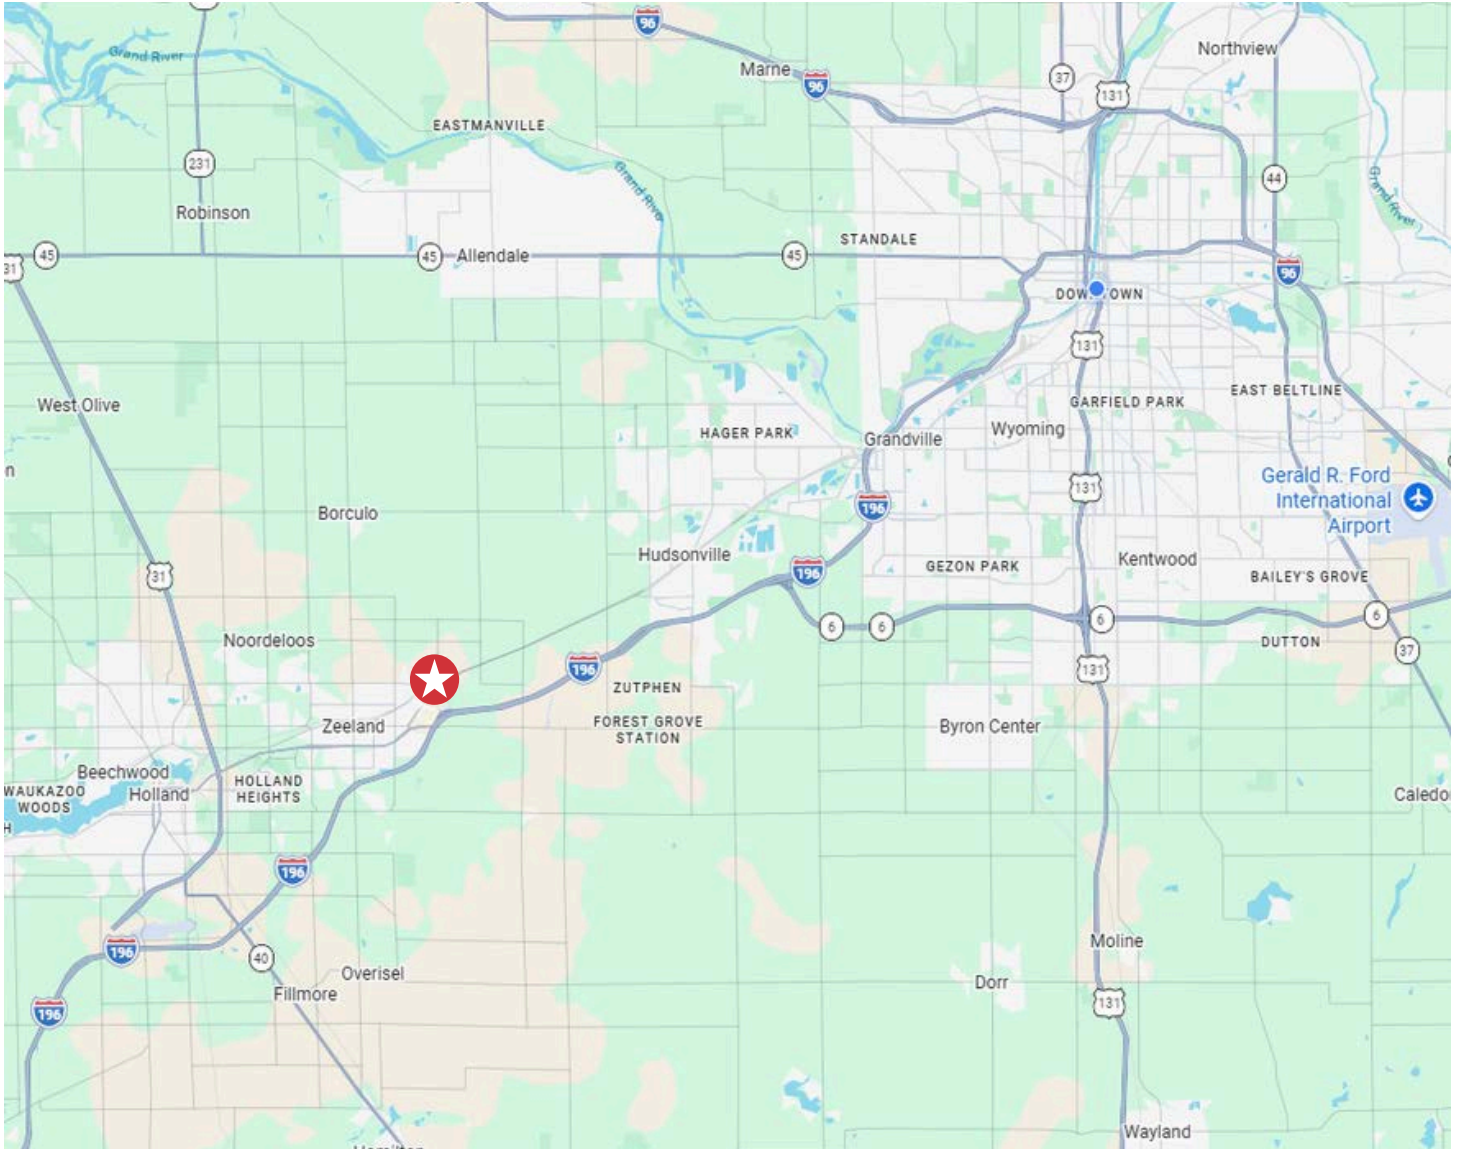 96
Northview
Marne
37
96
131
Grand River
EASTMANVILLE
231
Grand River
44
Grand River
Robinson
STANDALE
45
45
Allendale
45
31
96
131
West Olive
EAST BELTLINE
GARFIELD PARK
HAGER PARK
Grandville
Wyoming
n
Gerald R. Ford
International
Airport
131
196
Borculo
Hudsonville
Kentwood
GEZON PARK
196
31
BAILEY'S GROVE
6
6
6
6
Noordeloos
DUTTON
37
196
131
ZUTPHEN
Zeeland
FOREST GROVE
STATION
Byron Center
Beechwood
HOLLAND
HEIGHTS
WAUKAZOO
WOODS
Holland
Caledo
H
196
196
40
Overisel
Moline
Dorr
Fillmore
196
131
Wayland